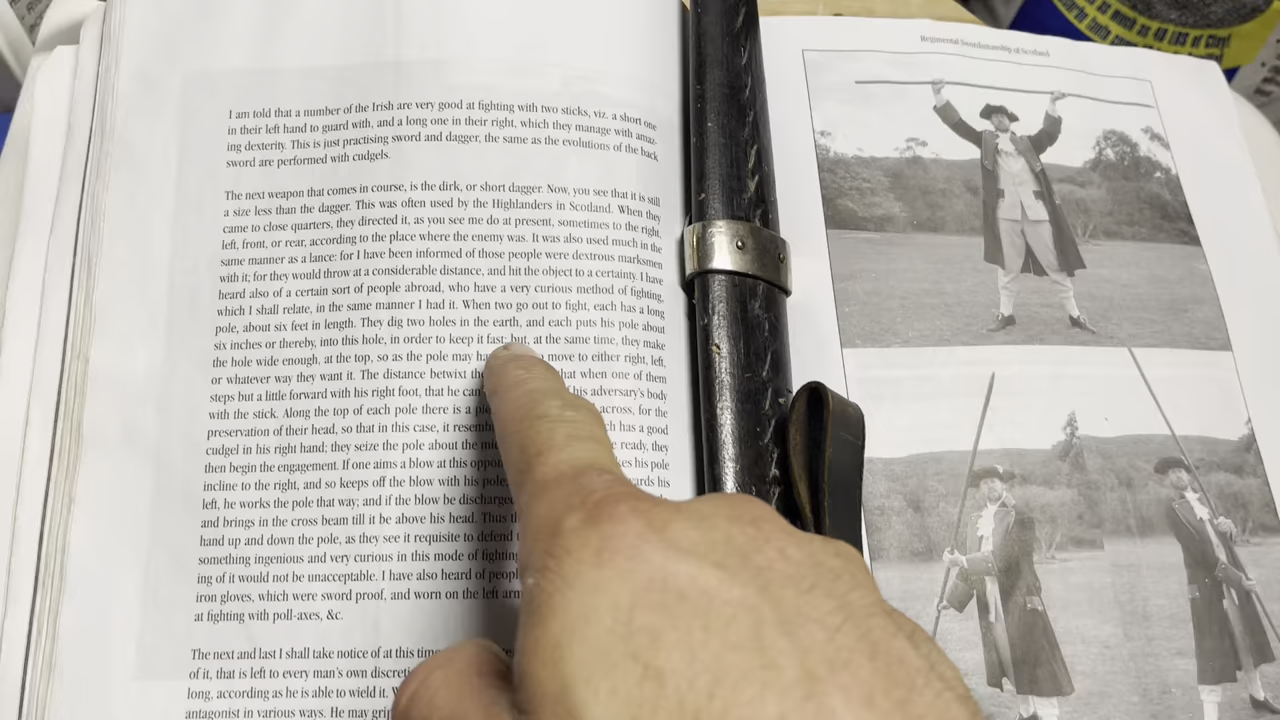 I am told that a number of the Irish are very good at fighting with two sticks, viz. a short one
in their left hand to guard with, and a long one in their right, which they manage with amaz-
ing dexterity. This is just practising sword and dagger, the same as the evolutions of the back
sword are performed with cudgels.
The next weapon that comes in course, is the dirk, or short dagger. Now, you see that it is still
a size less than the dagger. This was often used by the Highlanders in Scotland. When they
came to close quarters, they directed it, as you see me do at present, sometimes to the right,
left, front, or rear, according to the place where the enemy was. It was also used much in the
same manner as a lance: for I have been informed of those people were dextrous marksmen
with it; for they would throw at a considerable distance, and hit the object to a certainty. I have
heard also of a certain sort of people abroad, who have a very curious method of fighting,
which I shall relate, in the same manner I had it. When two go out to fight, each has a long
pole, about six feet in length. They dig two holes in the earth, and each puts his pole about
six inches or thereby, into this hole, in order to keep it fast; but, at the same time, they make
the hole wide enough, at the top, so as the pole may move to either right, left,
or whatever way they want it. The distance betwixt that when one of them
steps but a little forward with his right foot, that he can his adversary's body
with the stick. Along the top of each pole there is a across, for the
preservation of their head, so that in this case, it has a good
cudgel in his right hand; they seize the pole about the ready, they
then begin the engagement. If one aims a blow at this his pole
incline to the right, and so keeps off the blow with his pole his
left, he works the pole that way; and if the blow be
and brings in the cross beam till it be above his head. Thus
hand up and down the pole, as they see it requisite to defend
something ingenious and very curious in this mode of fighting
ing of it would not be unacceptable. I have also heard of
iron gloves, which were sword proof, and worn on the left
at fighting with poll-axes, &c.
The next and last I shall take notice of at this
of it, that is left to every man's own
long, according as he is able to wield it.
antagonist in various ways. He may
Regimental Swordsmanship of Scotland
as much as 40 LBS of